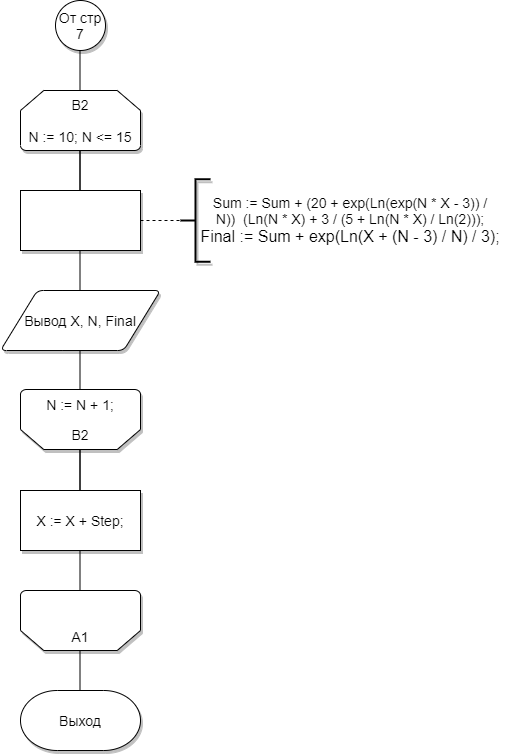 От стр
7
B2
N := 10; N <= 15
Sum := Sum + (20 + exp(Ln(exp(N * X - 3)) /
N)) (Ln(N * X) + 3 / (5 + Ln(N * X) / Ln(2)));
Final := Sum + exp(Ln(X + (N - 3) / N) / 3);
Вывод X, N, Final
N := N + 1;
B2
X := X + Step;
A1
Выход